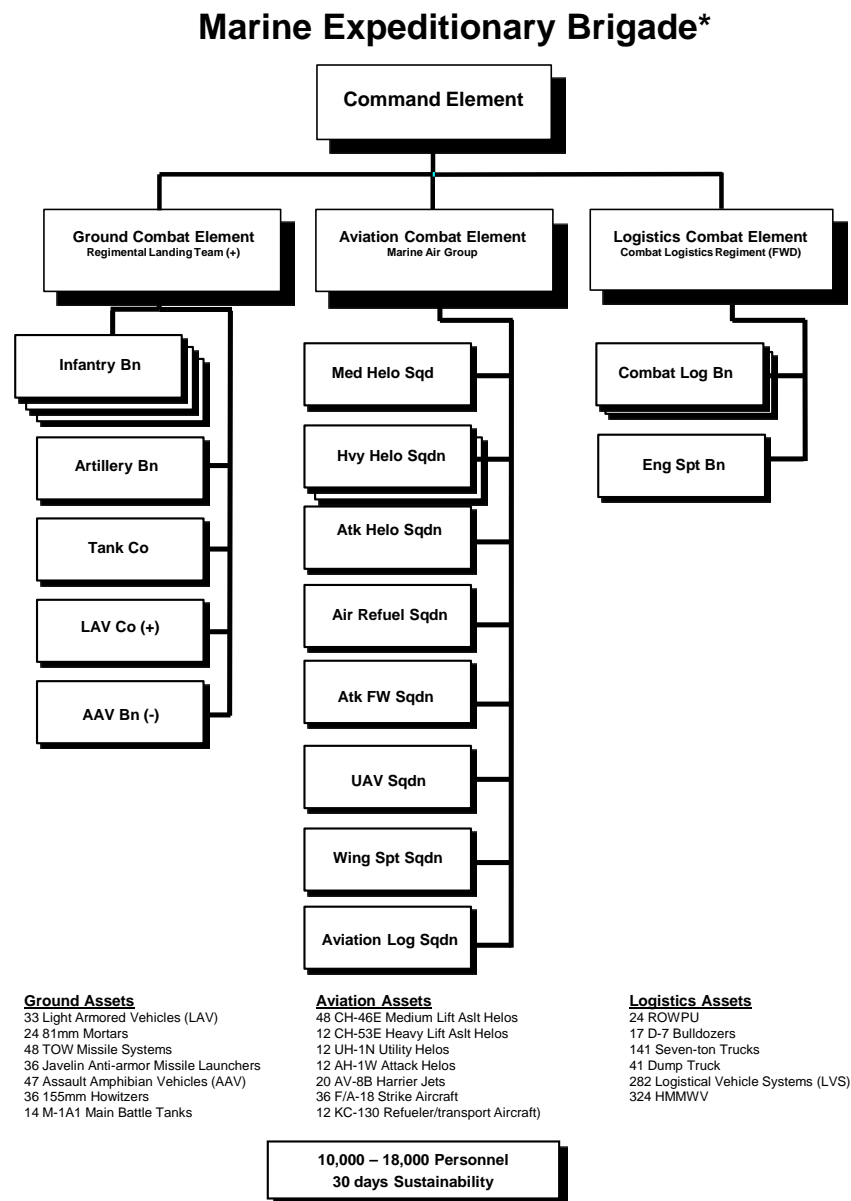 Marine Expeditionary Brigade*
Command Element
Ground Combat Element
Regimental Landing Team (+)
Infantry Bn
Artillery Bn
Tank Co
LAV Co (+)
AAV Bn (-)
Aviation Combat Element
Marine Air Group
Med Helo Sqd
Hvy Helo Sqdn
Atk Helo Sqdn
Air Refuel Sqdn
Atk FW Sqdn
UAV Sqdn
Wing Spt Sqdn
Aviation Log Sqdn
Logistics Combat Element
Combat Logistics Regiment (FWD)
Combat Log Bn
Eng Spt Bn
Ground Assets
33 Light Armored Vehicles (LAV)
24 81mm Mortars
48 TOW Missile Systems
36 Javelin Anti-armor Missile Launchers
47 Assault Amphibian Vehicles (AAV)
36 155mm Howitzers
14 M-1A1 Main Battle Tanks
Aviation Assets
48 CH-46E Medium Lift Aslt Helos
12 CH-53E Heavy Lift Aslt Helos
12 UH-1N Utility Helos
12 AH-1W Attack Helos
20 AV-8B Harrier Jets
36 F/A-18 Strike Aircraft
12 KC-130 Refueler/transport Aircraft)
Logistics Assets
24 ROWPU
17 D-7 Bulldozers
141 Seven-ton Trucks
41 Dump Truck
282 Logistical Vehicle Systems (LVS)
324 HMMWV
10,000 – 18,000 Personnel
30 days Sustainability